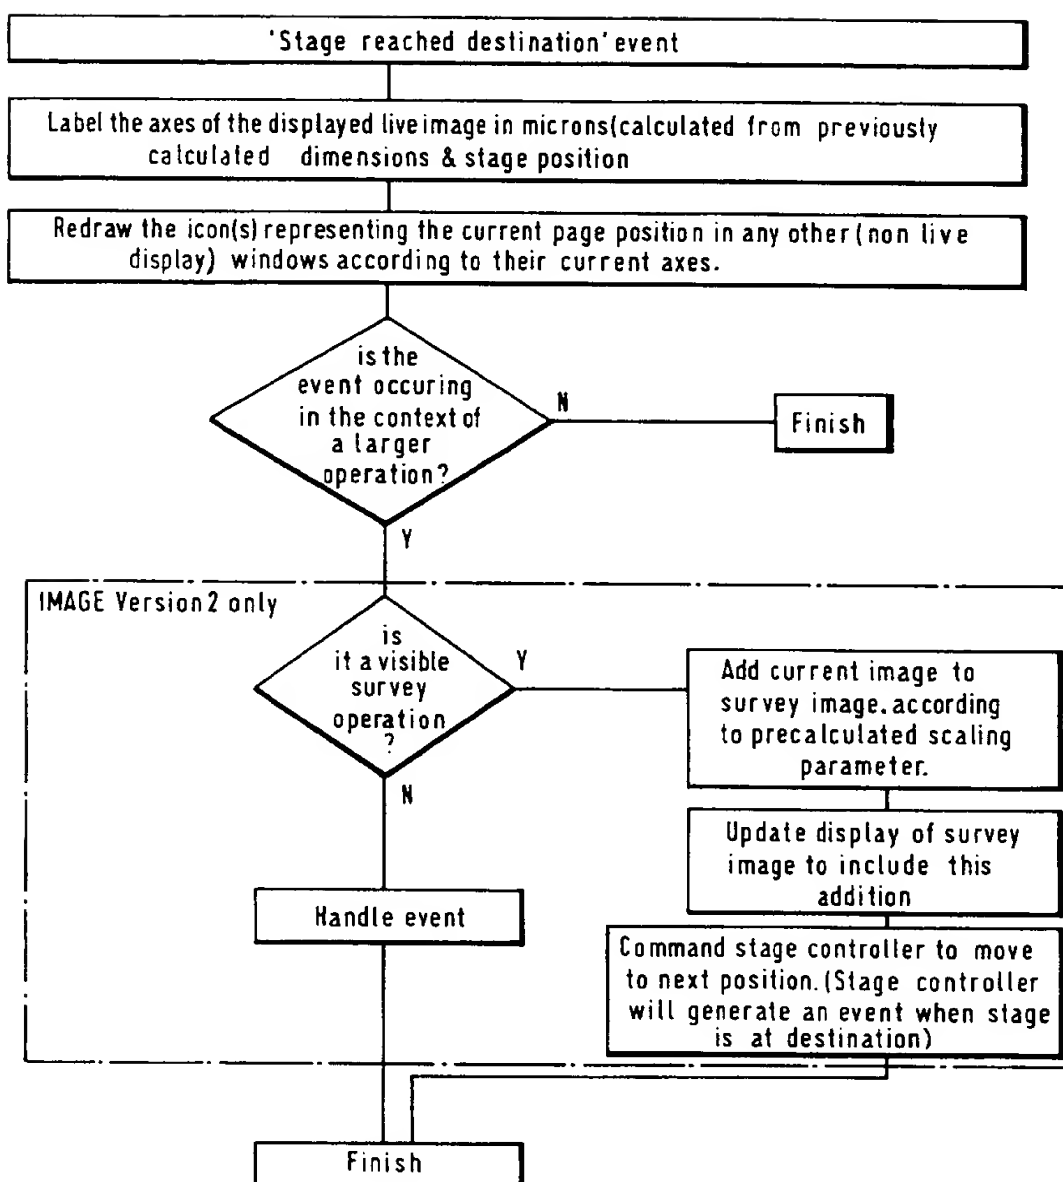 'Stage reached destination' event
Label the axes of the displayed live image in microns(calculated from previously
calculated dimensions & stage position
Redraw the icon(s) representing the current page position in any other (non live
display) windows according to their current axes.
is the
event occuring
in the context of
a larger
operation?
N
Finish
Y
IMAGE Version 2 only
is
it a visible
survey
operation
?
Y
N
Add current image to
survey image. according
to precalculated scaling
parameter.
Update display of survey
image to include this
addition
Handle event
Command stage controller to move
to next position. (Stage controller
will generate an event when stage
is at destination)
Finish